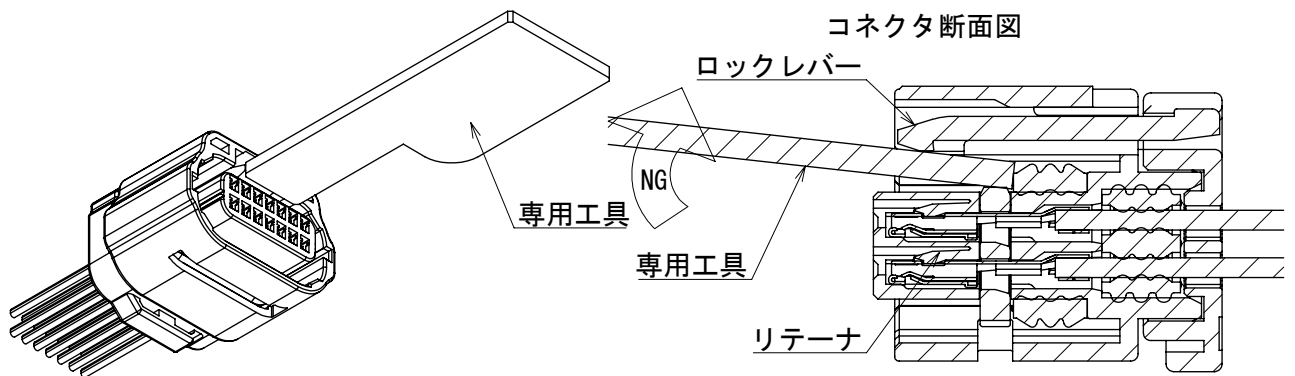 コネクタ断面図
ロックレバー
NG
専用工具
専用工具
リテーナ